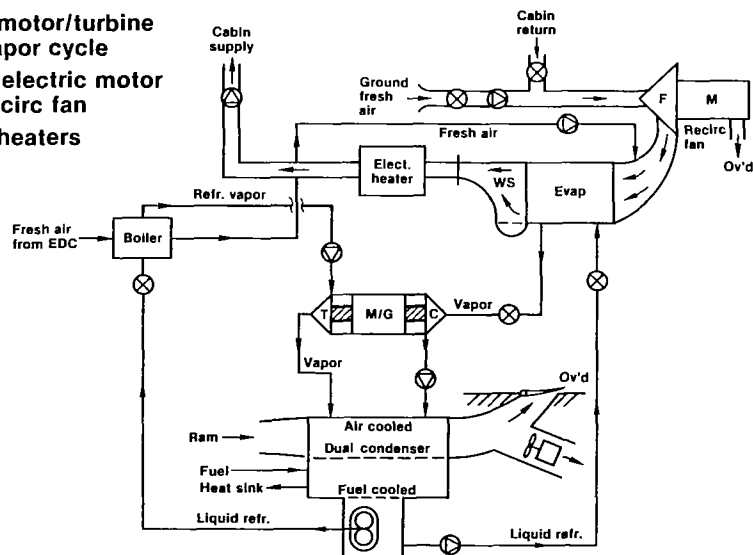 motor/turbine
por cycle
electric motor
circ fan
heaters
Cabin
supply
Cabin
return
Ground
fresh
air
F
M
Recirc
fan
Ov'd
Fresh air
Elect.
heater
WS
Evap
Refr. vapor
Fresh air
from EDC
Boiler
T
M/G
C
Vapor
Vapor
Ov'd
Air cooled
Ram
Dual condenser
Fuel
Heat sink
Fuel cooled
Liquid refr.
Liquid refr.